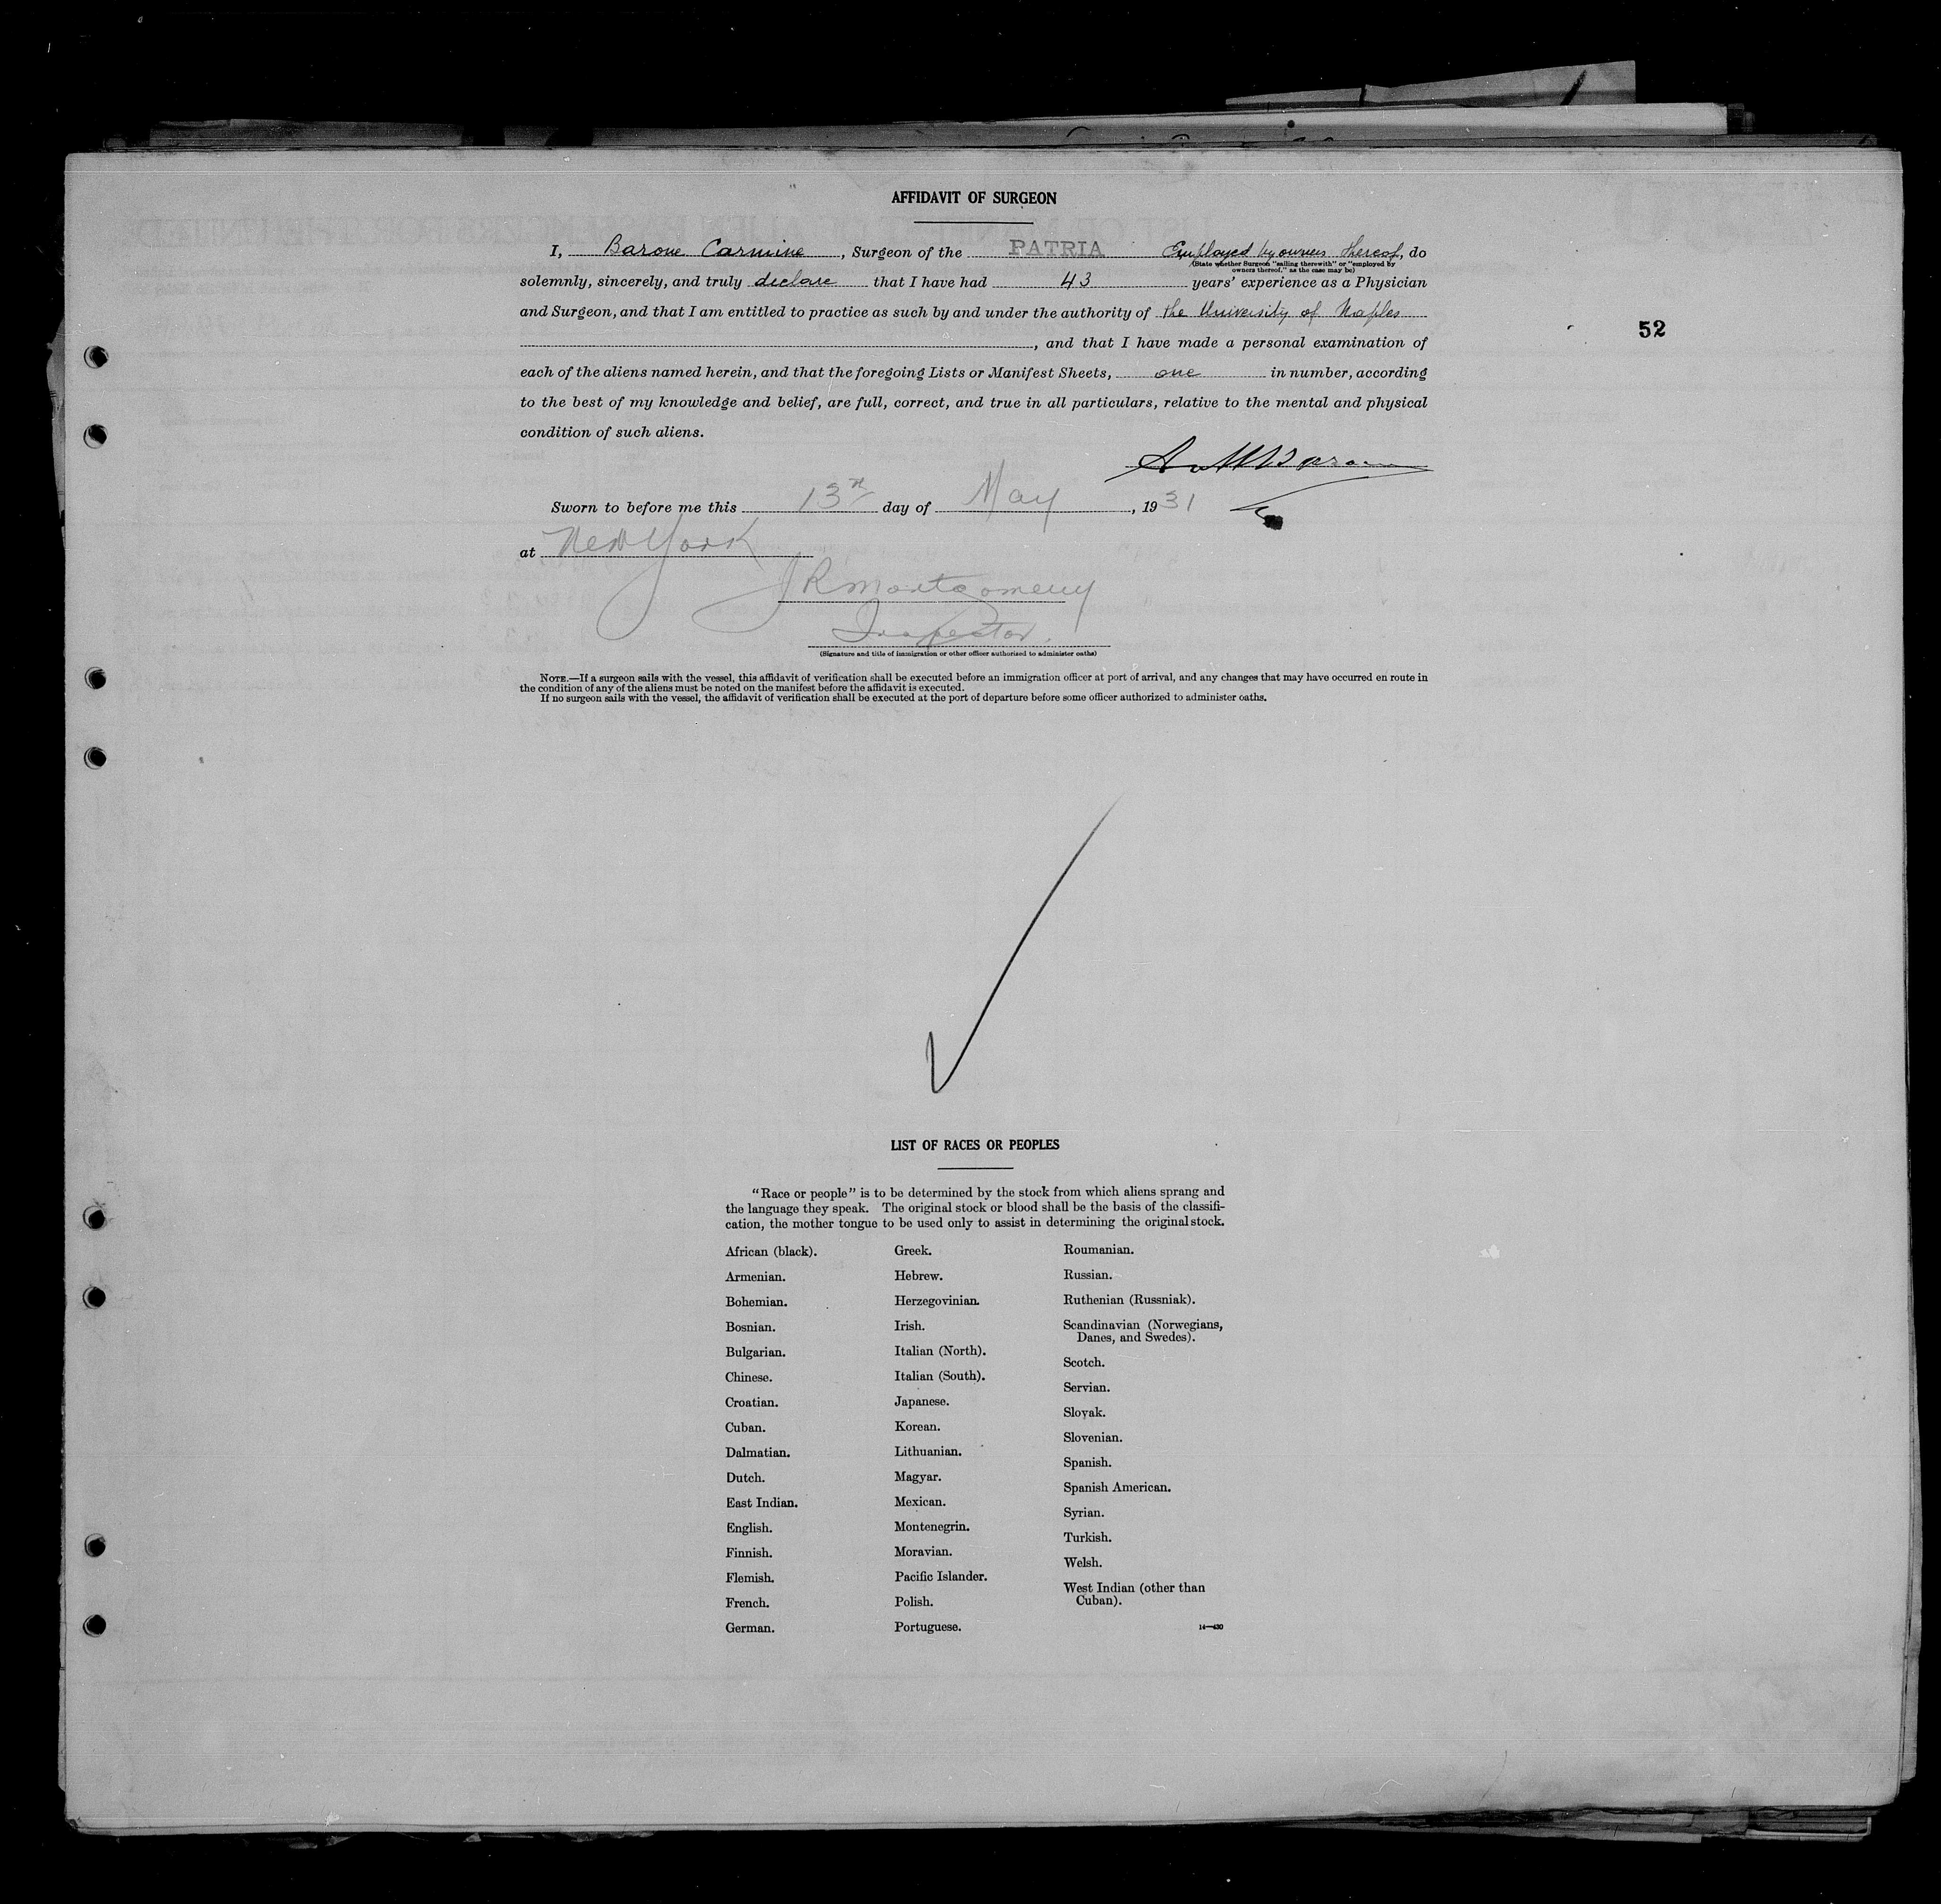 AFFIDAVIT OF SURGEON
I, Barone Carmine, Surgeon of the PATRIA Employed by owners thereof, do
(State whether Surgeon "sailing therewith" or "employed by
owners thereof," as the case may be)
solemnly, sincerely, and truly declare that I have had 43 years' experience as a Physician
and Surgeon, and that I am entitled to practice as such by and under the authority of the University of Naples
52
, and that I have made a personal examination of
each of the aliens named herein, and that the foregoing Lists or Manifest Sheets, one in number, according
to the best of my knowledge and belief, are full, correct, and true in all particulars, relative to the mental and physical
condition of such aliens.
Sworn to before me this 13th day of May, 1931
at New York
JR Montgomery
Inspector.
(Signature and title of immigration or other officer authorized to administer oaths)
NOTE.—If a surgeon sails with the vessel, this affidavit of verification shall be executed before an immigration officer at port of arrival, and any changes that may have occurred en route in
the condition of any of the aliens must be noted on the manifest before the affidavit is executed.
If no surgeon sails with the vessel, the affidavit of verification shall be executed at the port of departure before some officer authorized to administer oaths.
LIST OF RACES OR PEOPLES
"Race or people" is to be determined by the stock from which aliens sprang and
the language they speak. The original stock or blood shall be the basis of the classifi-
cation, the mother tongue to be used only to assist in determining the original stock.
African (black).
Armenian.
Bohemian.
Bosnian.
Bulgarian.
Chinese.
Croatian.
Cuban.
Dalmatian.
Dutch.
East Indian.
English.
Finnish.
Flemish.
French.
German.
Greek.
Hebrew.
Herzegovinian.
Irish.
Italian (North).
Italian (South).
Japanese.
Korean.
Lithuanian.
Magyar.
Mexican.
Montenegrin.
Moravian.
Pacific Islander.
Polish.
Portuguese.
Roumanian.
Russian.
Ruthenian (Russniak).
Scandinavian (Norwegians,
Danes, and Swedes).
Scotch.
Servian.
Slovak.
Slovenian.
Spanish.
Spanish American.
Syrian.
Turkish.
Welsh.
West Indian (other than
Cuban).
14—430